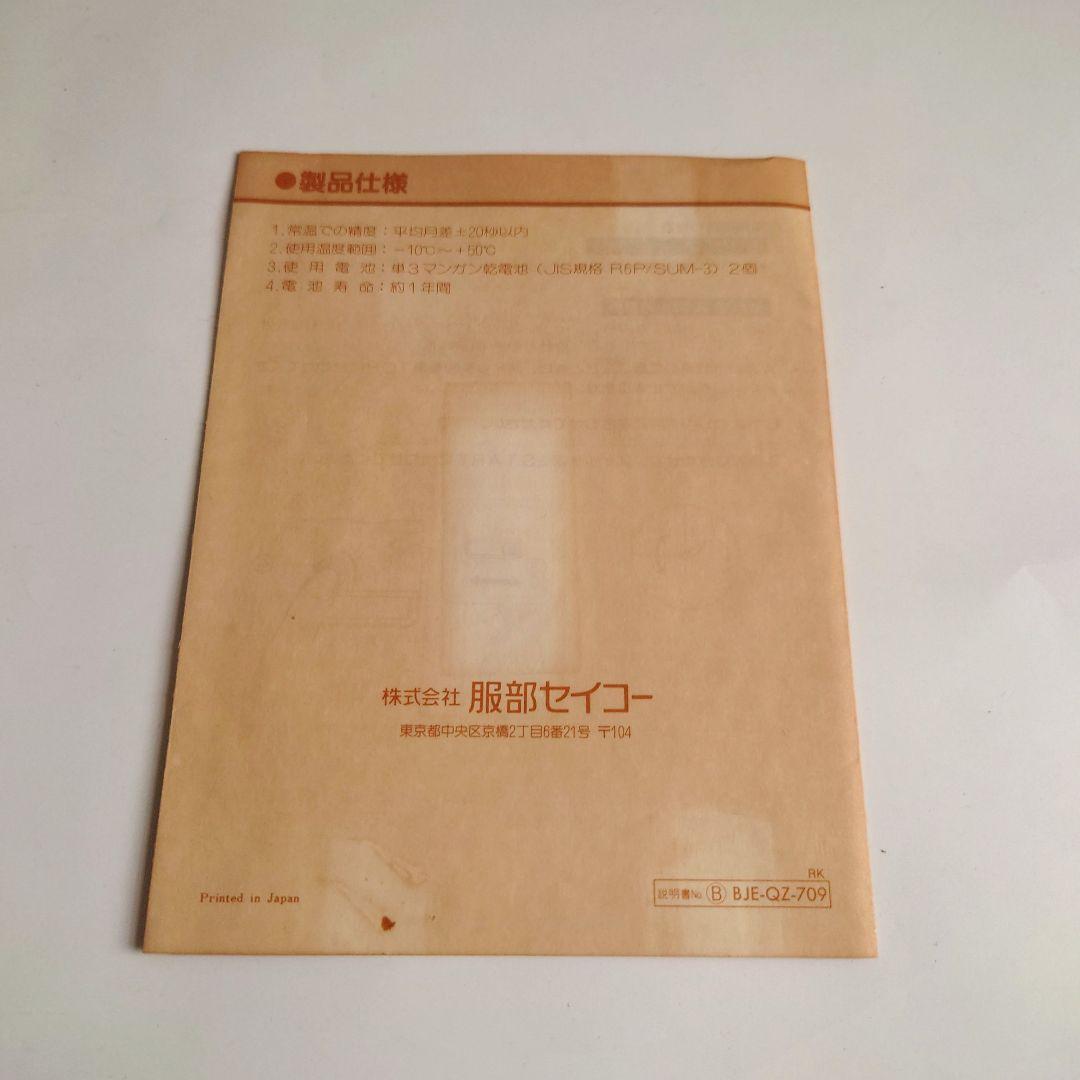 ●製品仕様
1.常温での精度：平均月差±20秒以内
2.使用温度範囲：－10℃～＋50℃
3.使用電池：単3マンガン乾電池（JIS規格 R6P/SUM-3）2個
4.電池寿命：約1年間
株式会社 服部セイコー
東京都中央区京橋2丁目6番21号 〒104
RK
Printed in Japan
説明書No Ⓑ BJE-QZ-709